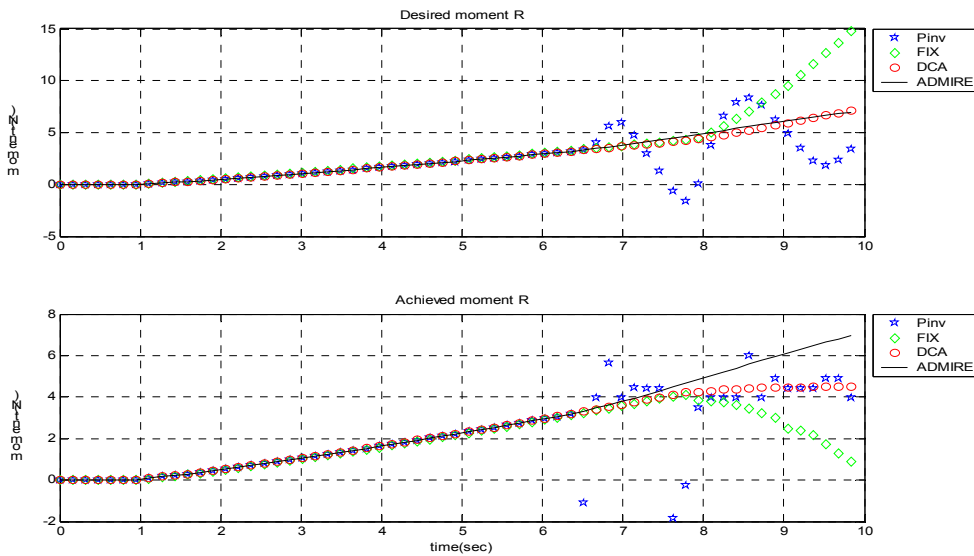 Desired moment R
15
10
5
0
-5
0 1 2 3 4 5 6 7 8 9 10
Pinv
FIX
DCA
ADMIRE
Achieved moment R
8
6
4
2
0
-2
0 1 2 3 4 5 6 7 8 9 10
time(sec)
Pinv
FIX
DCA
ADMIRE